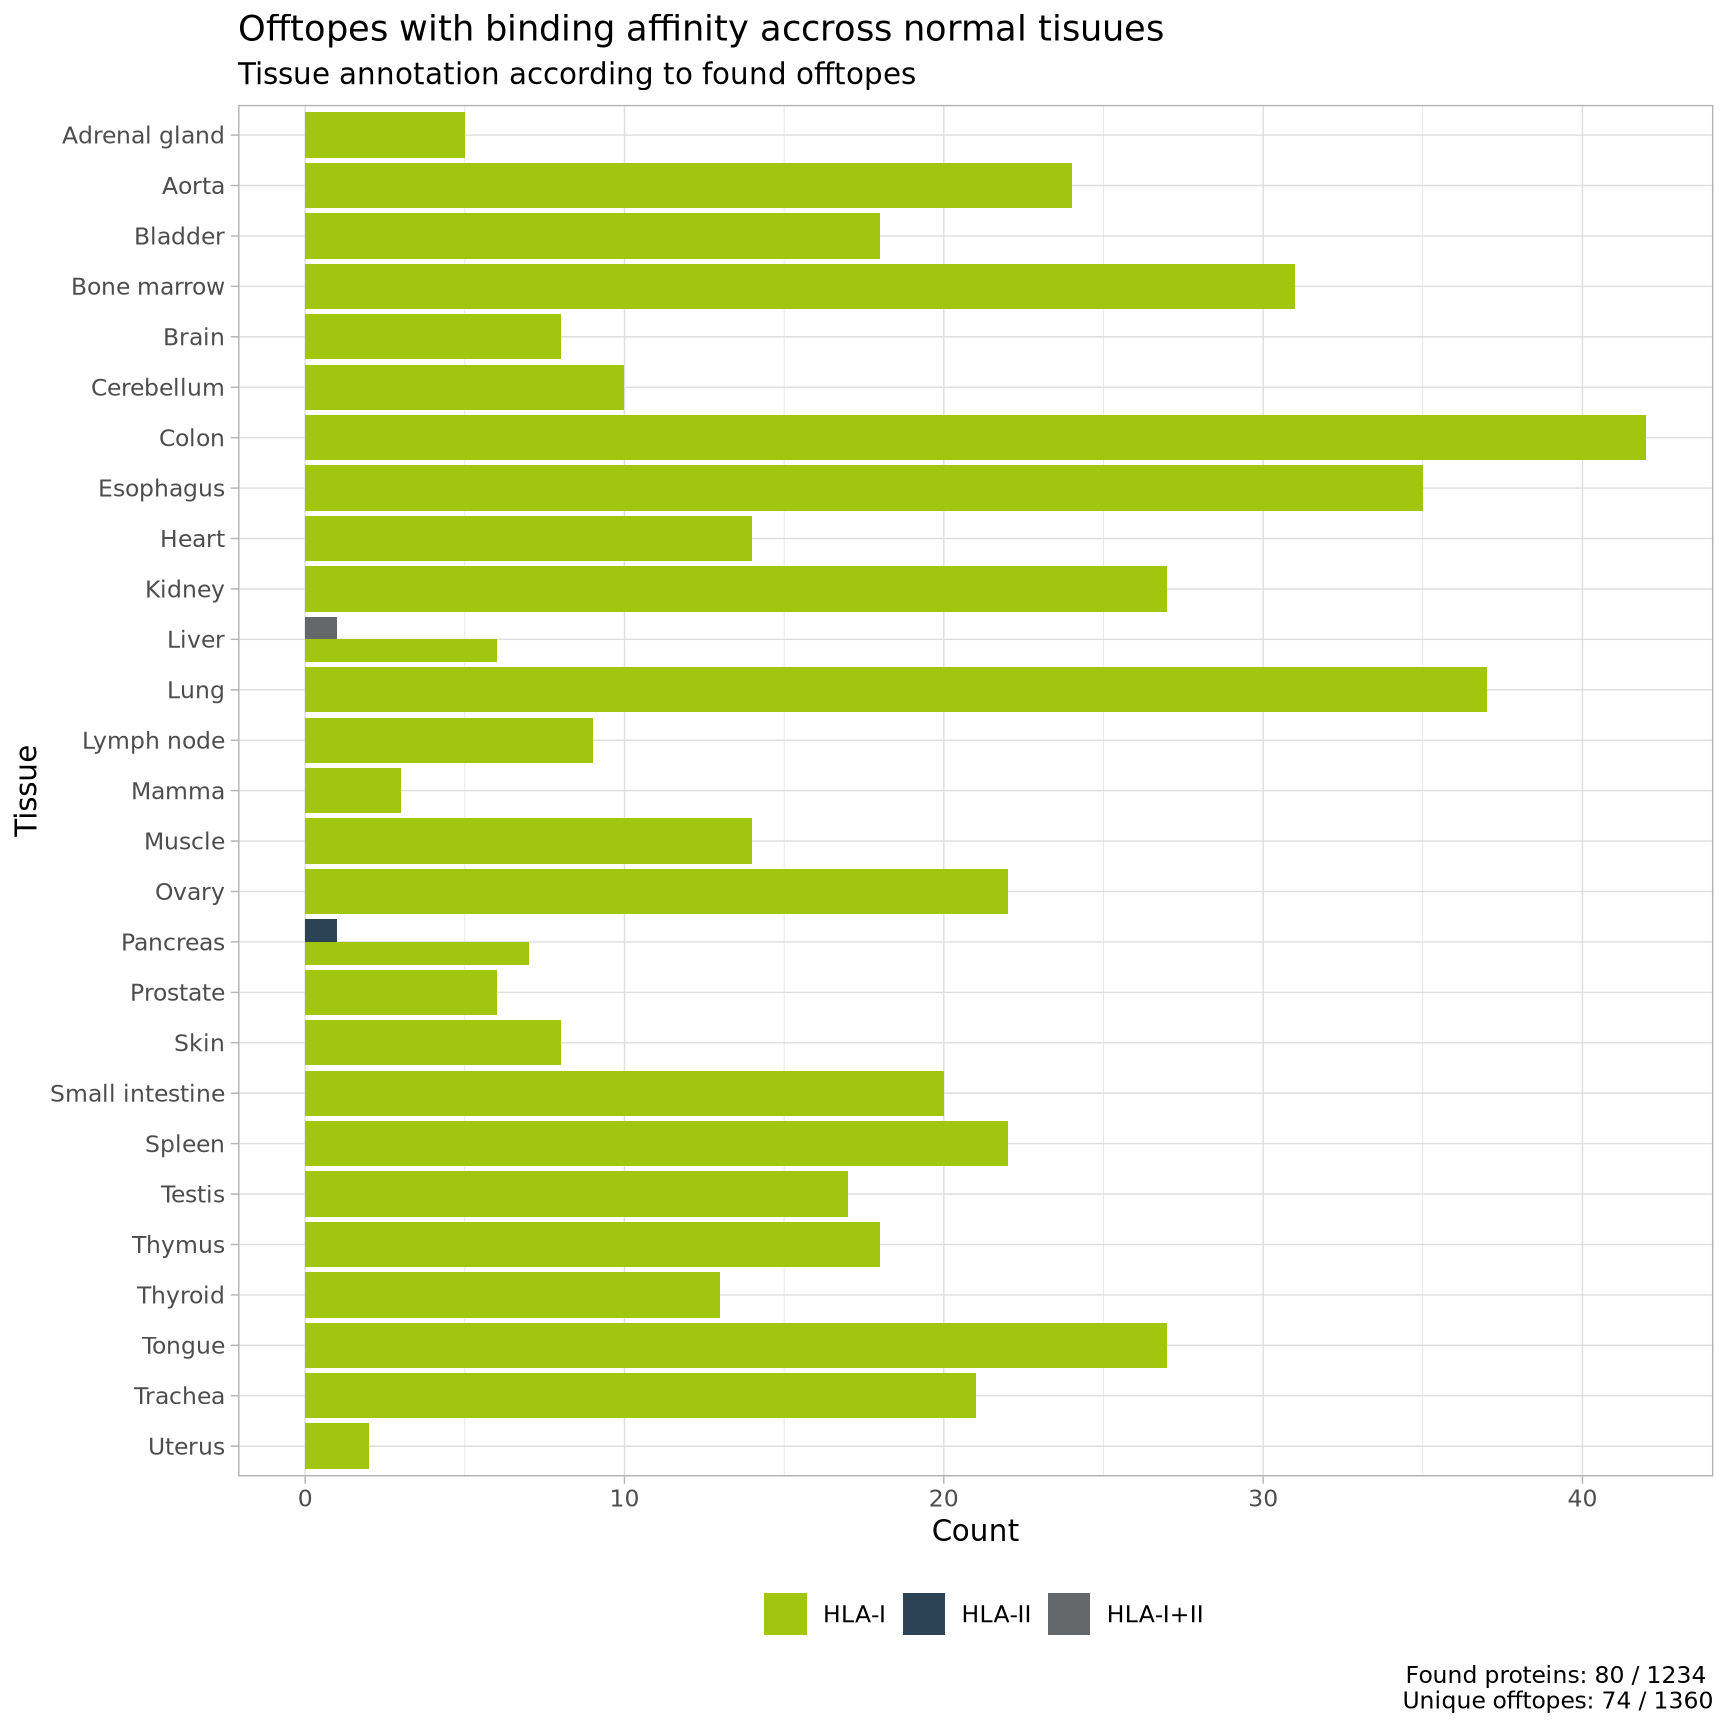 Offtopes with binding affinity accross normal tisuues
Tissue annotation according to found offtopes
Tissue
Adrenal gland
Aorta
Bladder
Bone marrow
Brain
Cerebellum
Colon
Esophagus
Heart
Kidney
Liver
Lung
Lymph node
Mamma
Muscle
Ovary
Pancreas
Prostate
Skin
Small intestine
Spleen
Testis
Thymus
Thyroid
Tongue
Trachea
Uterus
0 10 20 30 40
Count
HLA-I HLA-II HLA-I+II
Found proteins: 80 / 1234
Unique offtopes: 74 / 1360